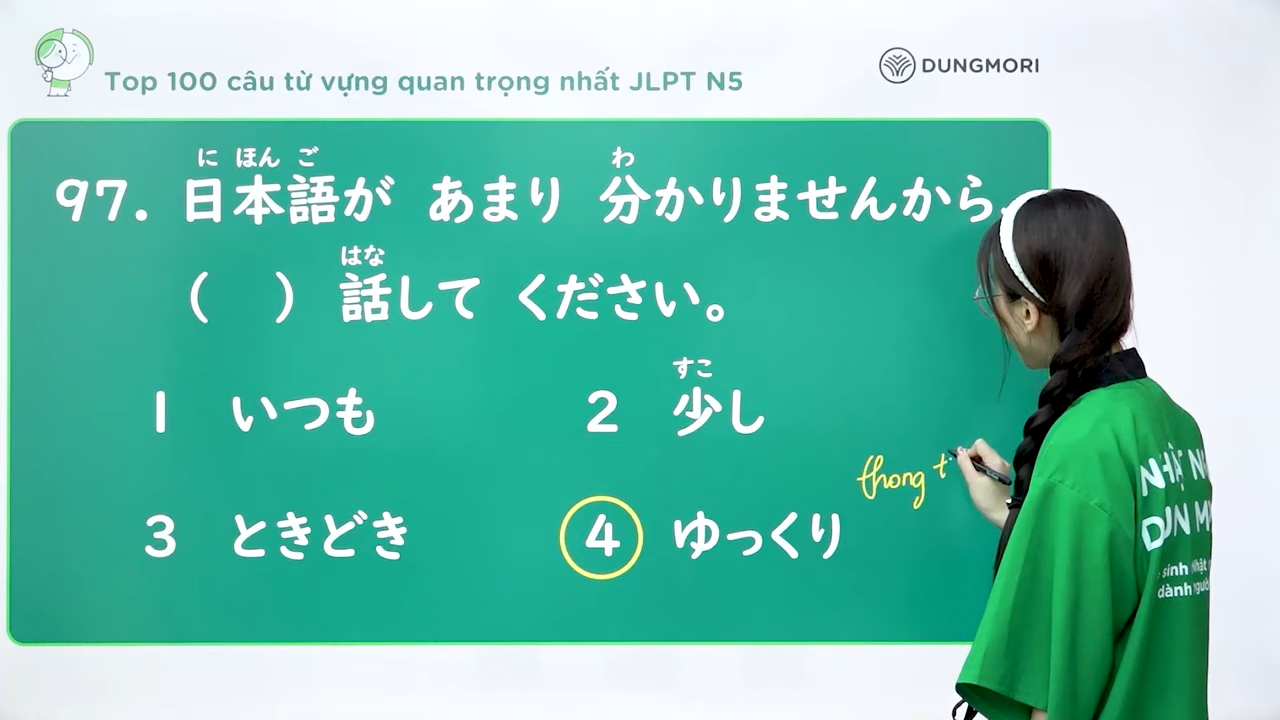 Top 100 câu từ vựng quan trọng nhất JLPT N5
DUNGMORI
に ほん ご わ
97. 日本語が あまり 分かりませんから、
はな
( ) 話して ください。
1 いつも
すこ
2 少し
3 ときどき
4 ゆっくり
thong t